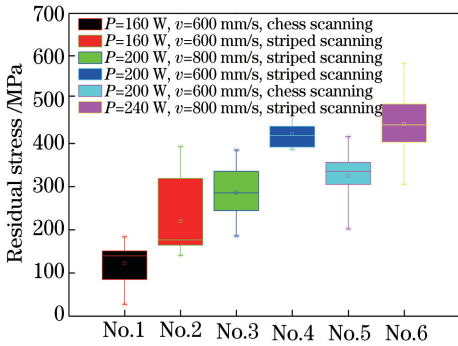 700
600
500
400
300
200
100
0
Residual stress /MPa
P=160 W, v=600 mm/s, chess scanning
P=160 W, v=600 mm/s, striped scanning
P=200 W, v=800 mm/s, striped scanning
P=200 W, v=600 mm/s, striped scanning
P=200 W, v=600 mm/s, chess scanning
P=240 W, v=800 mm/s, striped scanning
No.1 No.2 No.3 No.4 No.5 No.6